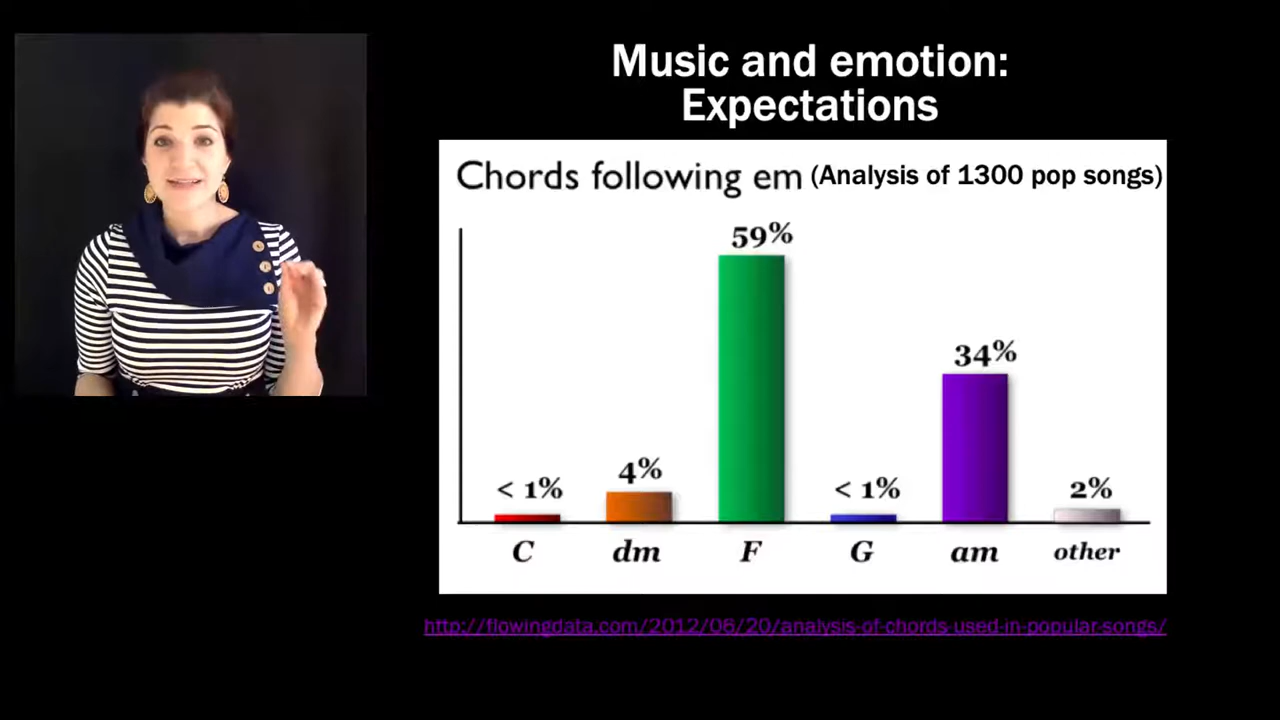 Music and emotion:
Expectations
Chords following em (Analysis of 1300 pop songs)
59%
34%
4%
< 1%
< 1%
2%
C dm F G am other
http://flowingdata.com/2012/06/20/analysis-of-chords-used-in-popular-songs/